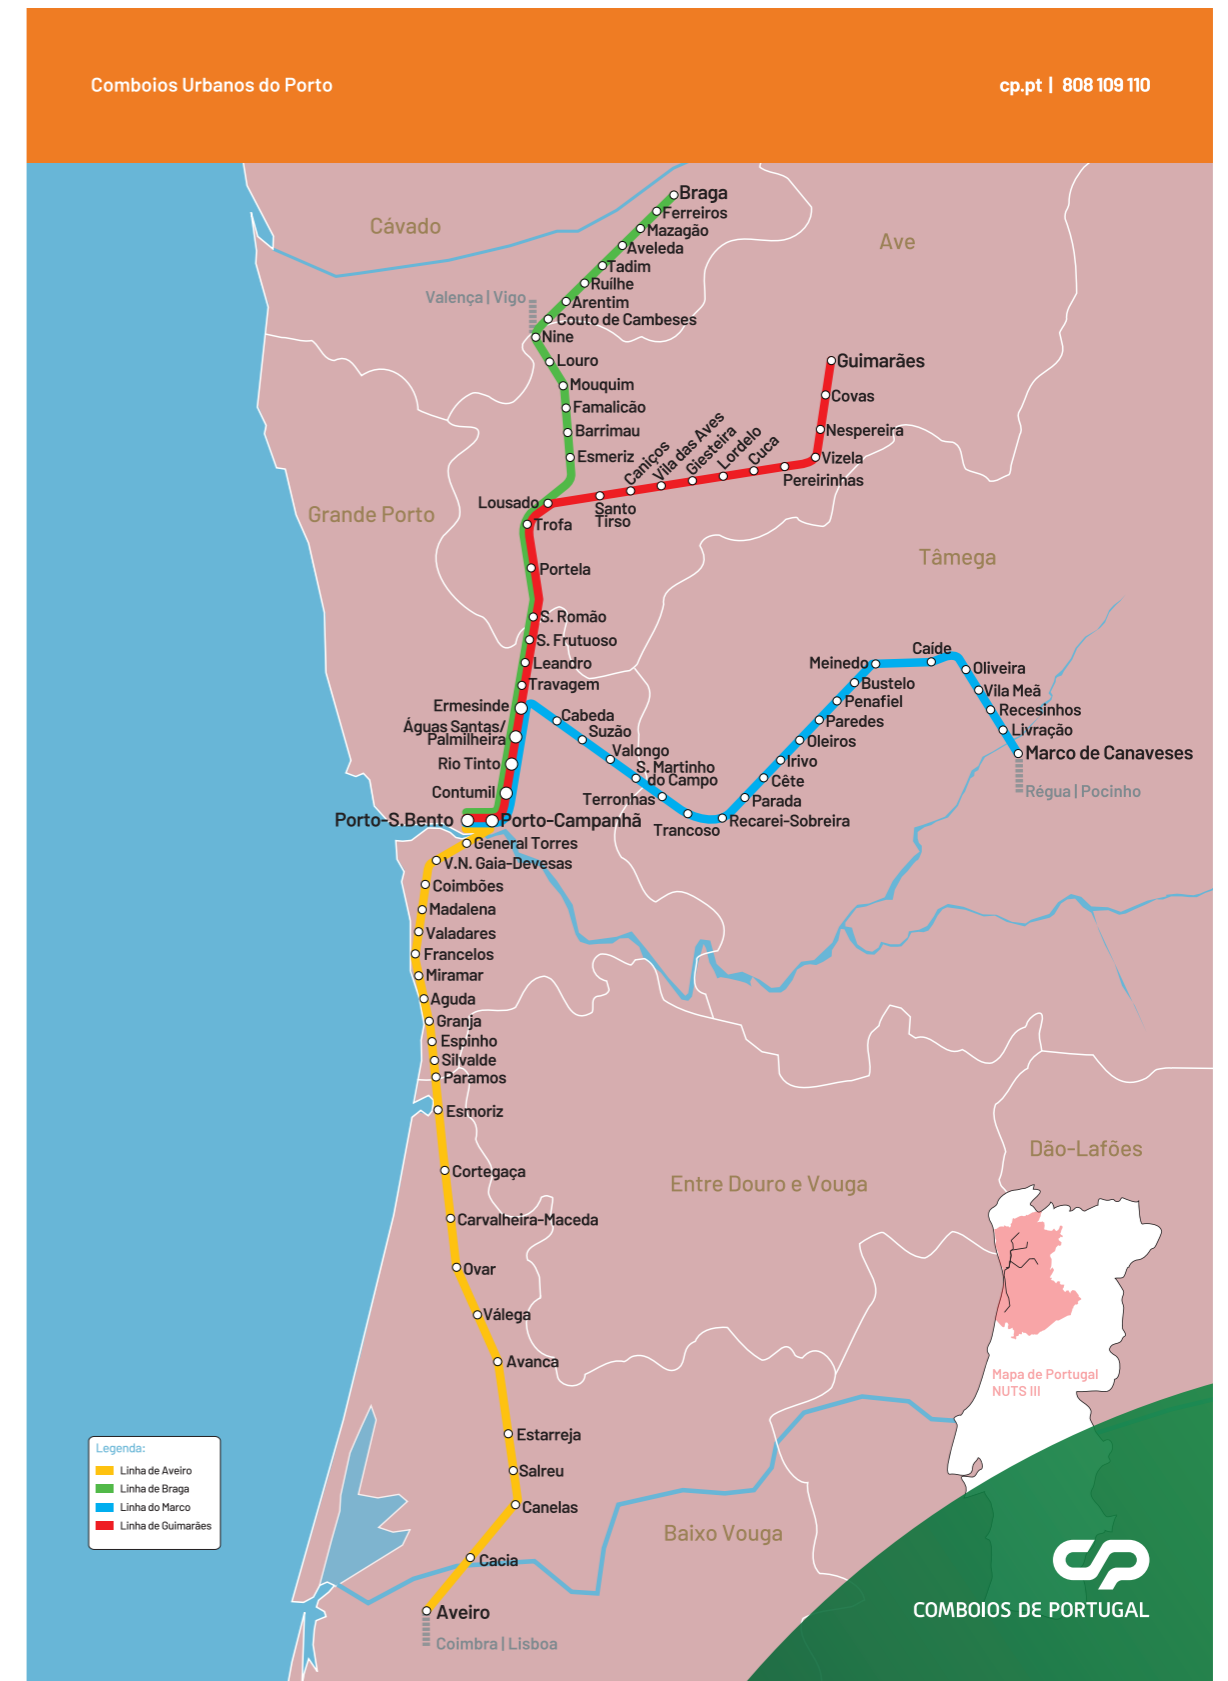 Comboios Urbanos do Porto
cp.pt | 808 109 110
Braga
Ferreiros
Mazagão
Aveleda
Tadim
Ruílhe
Arentim
Couto de Cambeses
Nine
Louro
Mouquim
Famalicão
Barrimau
Esmeriz
Cávado
Ave
Valença | Vigo
Guimarães
Covas
Nespereira
Vizela
Pereirinhas
Cuca
Lordelo
Giesteira
Vila das Aves
Caniços
Santo
Tirso
Lousado
Trofa
Grande Porto
Portela
Tâmega
S. Romão
S. Frutuoso
Leandro
Travagem
Ermesinde
Águas Santas/
Palmilheira
Rio Tinto
Contumil
Porto-S.Bento
Porto-Campanhã
Cabeda
Suzão
Valongo
S. Martinho
do Campo
Terronhas
Trancoso
Recarei-Sobreira
Parada
Cête
Irivo
Oleiros
Paredes
Penafiel
Bustelo
Meinedo
Caíde
Oliveira
Vila Meã
Recesinhos
Livração
Marco de Canaveses
Régua | Pocinho
General Torres
V.N. Gaia-Devesas
Coimbões
Madalena
Valadares
Francelos
Miramar
Aguda
Granja
Espinho
Silvalde
Paramos
Esmoriz
Cortegaça
Carvalheira-Maceda
Ovar
Válega
Avanca
Estarreja
Salreu
Canelas
Cacia
Aveiro
Coimbra | Lisboa
Entre Douro e Vouga
Dão-Lafões
Baixo Vouga
Mapa de Portugal
NUTS III
Legenda:
Linha de Aveiro
Linha de Braga
Linha do Marco
Linha de Guimarães
CP
COMBOIOS DE PORTUGAL